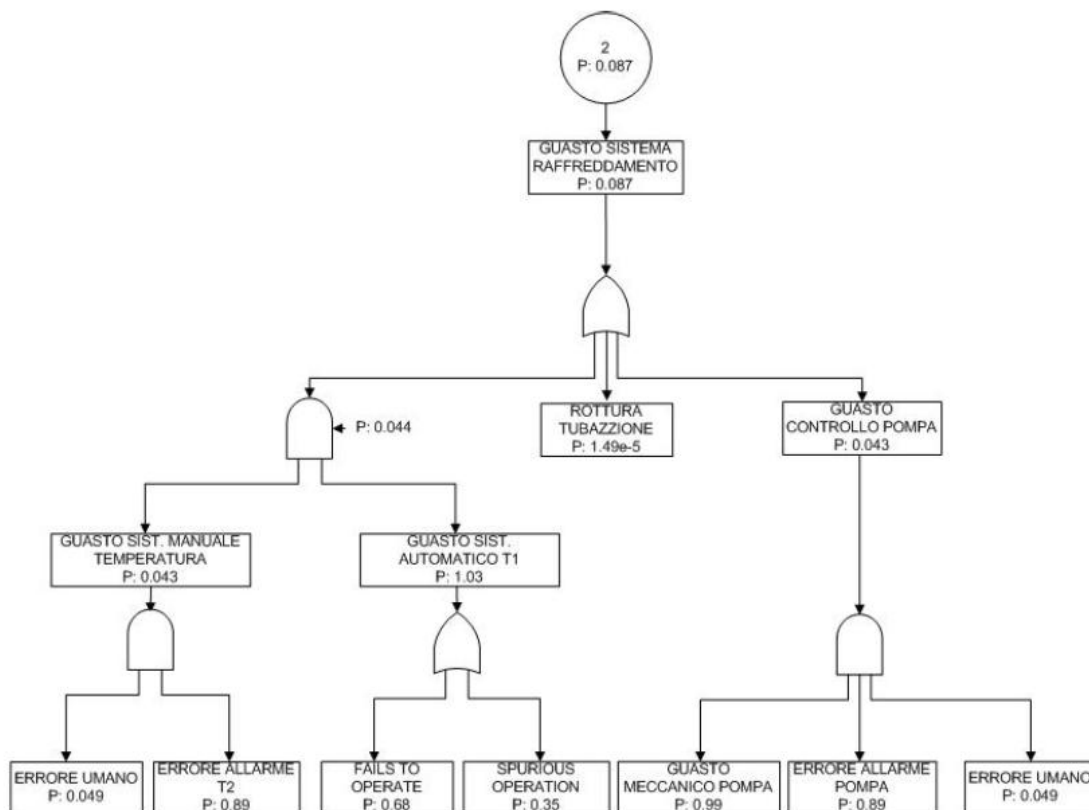 2
P: 0.087
GUASTO SISTEMA
RAFFREDDAMENTO
P: 0.087
P: 0.044
ROTTURA
TUBAZZIONE
P: 1.49e-5
GUASTO
CONTROLLO POMPA
P: 0.043
GUASTO SIST. MANUALE
TEMPERATURA
P: 0.043
GUASTO SIST.
AUTOMATICO T1
P: 1.03
ERRORE UMANO
P: 0.049
ERRORE ALLARME
T2
P: 0.89
FAILS TO
OPERATE
P: 0.68
SPURIOUS
OPERATION
P: 0.35
GUASTO
MECCANICO POMPA
P: 0.99
ERRORE ALLARME
POMPA
P: 0.89
ERRORE UMANO
P: 0.049